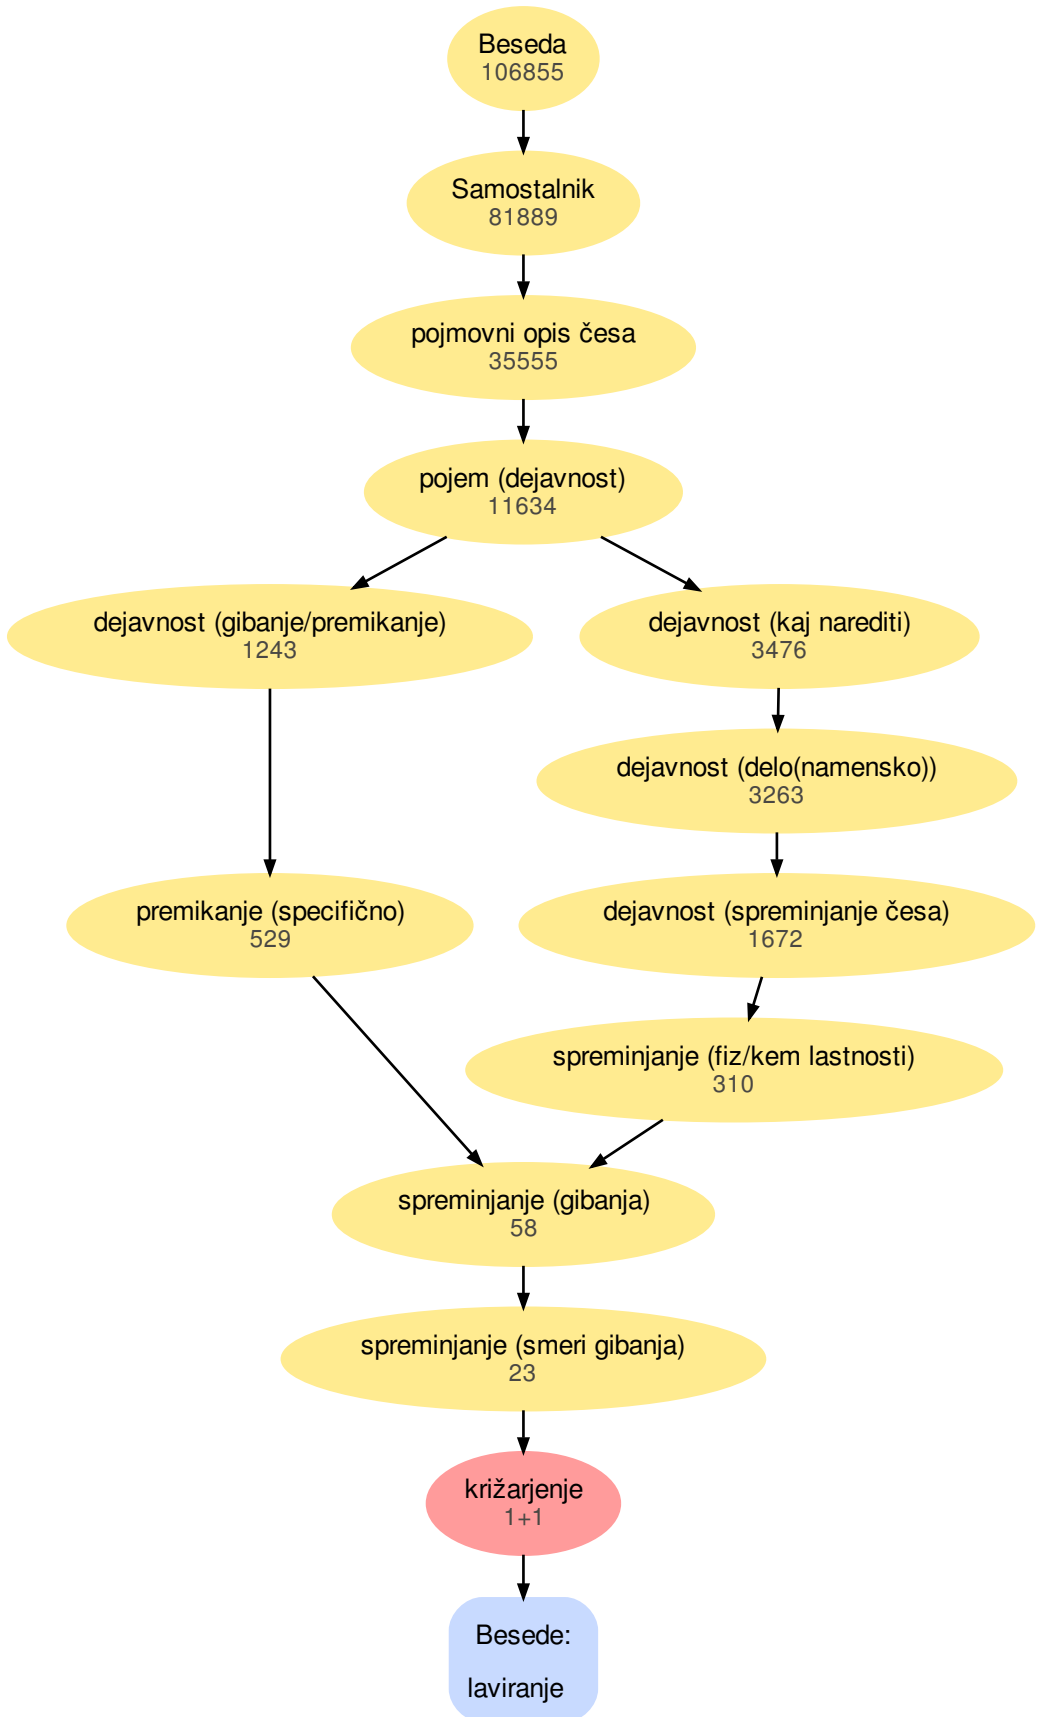 Beseda
106855
Samostalnik
81889
pojmovni opis česa
35555
pojem (dejavnost)
11634
dejavnost (gibanje/premikanje)
1243
dejavnost (kaj narediti)
3476
dejavnost (delo(namensko))
3263
premikanje (specifično)
529
dejavnost (spreminjanje česa)
1672
spreminjanje (fiz/kem lastnosti)
310
spreminjanje (gibanja)
58
spreminjanje (smeri gibanja)
23
križarjenje
1+1
Besede:
laviranje